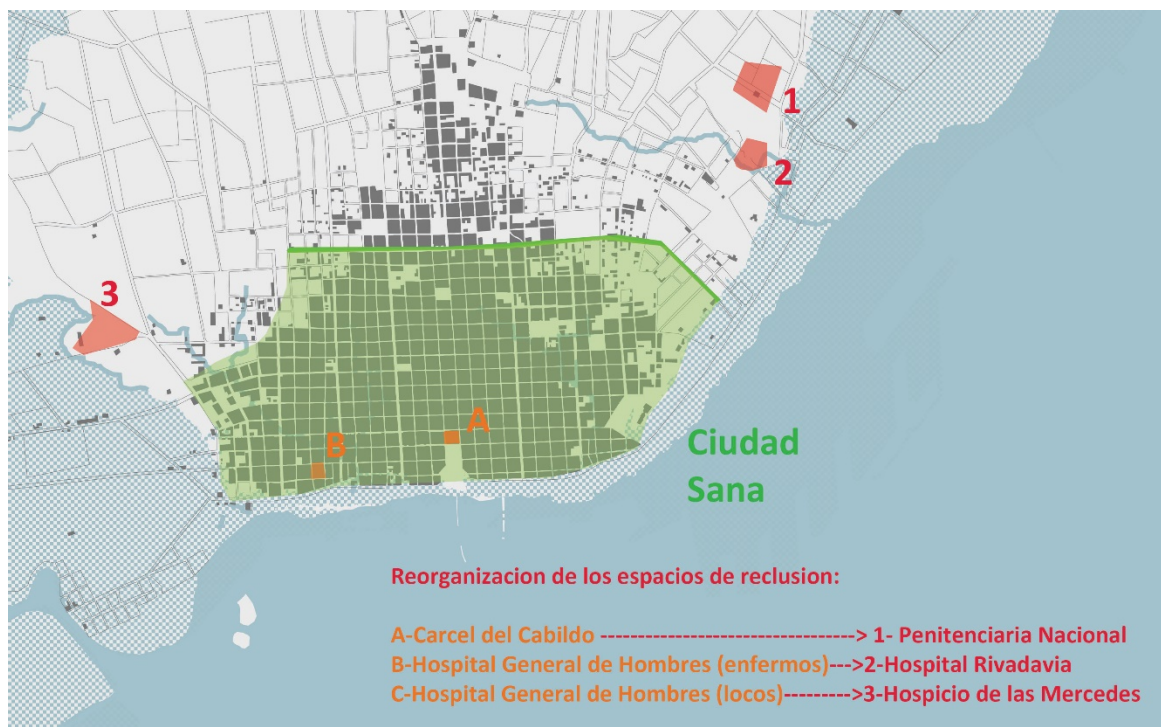 1
2
3
A
B
Ciudad
Sana
Reorganizacion de los espacios de reclusion:
A-Carcel del Cabildo ----------------------------------> 1- Penitenciaria Nacional
B-Hospital General de Hombres (enfermos)--->2-Hospital Rivadavia
C-Hospital General de Hombres (locos)--------->3-Hospicio de las Mercedes